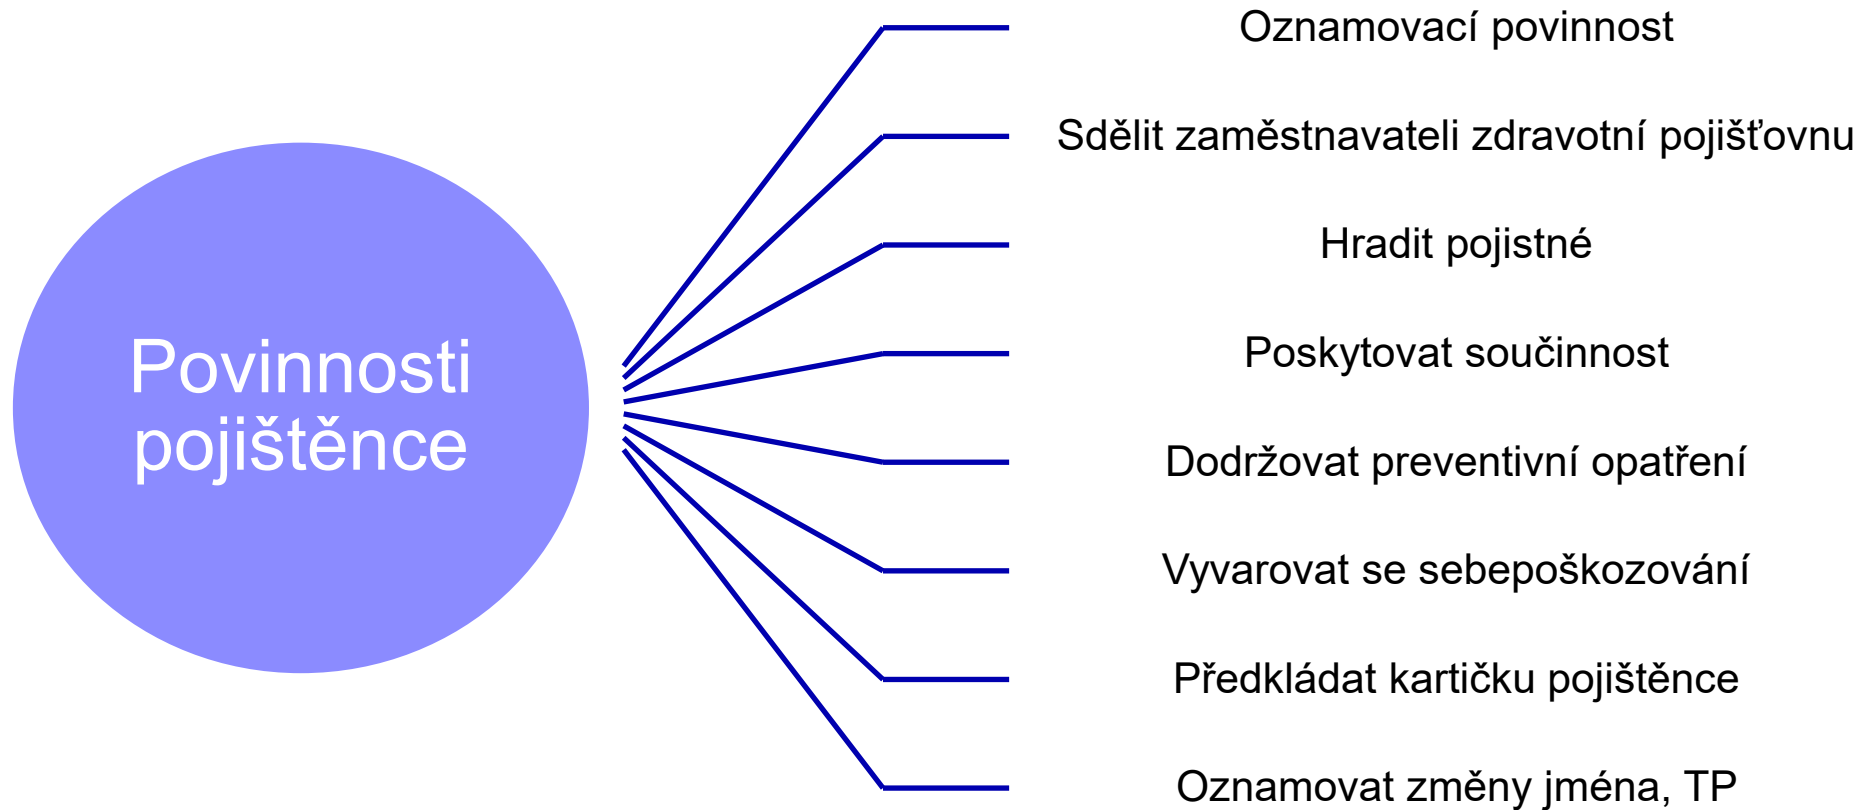 Povinnosti
pojištěnce
Oznamovací povinnost
Sdělit zaměstnavateli zdravotní pojišťovnu
Hradit pojistné
Poskytovat součinnost
Dodržovat preventivní opatření
Vyvarovat se sebepoškozování
Předkládat kartičku pojištěnce
Oznamovat změny jména, TP